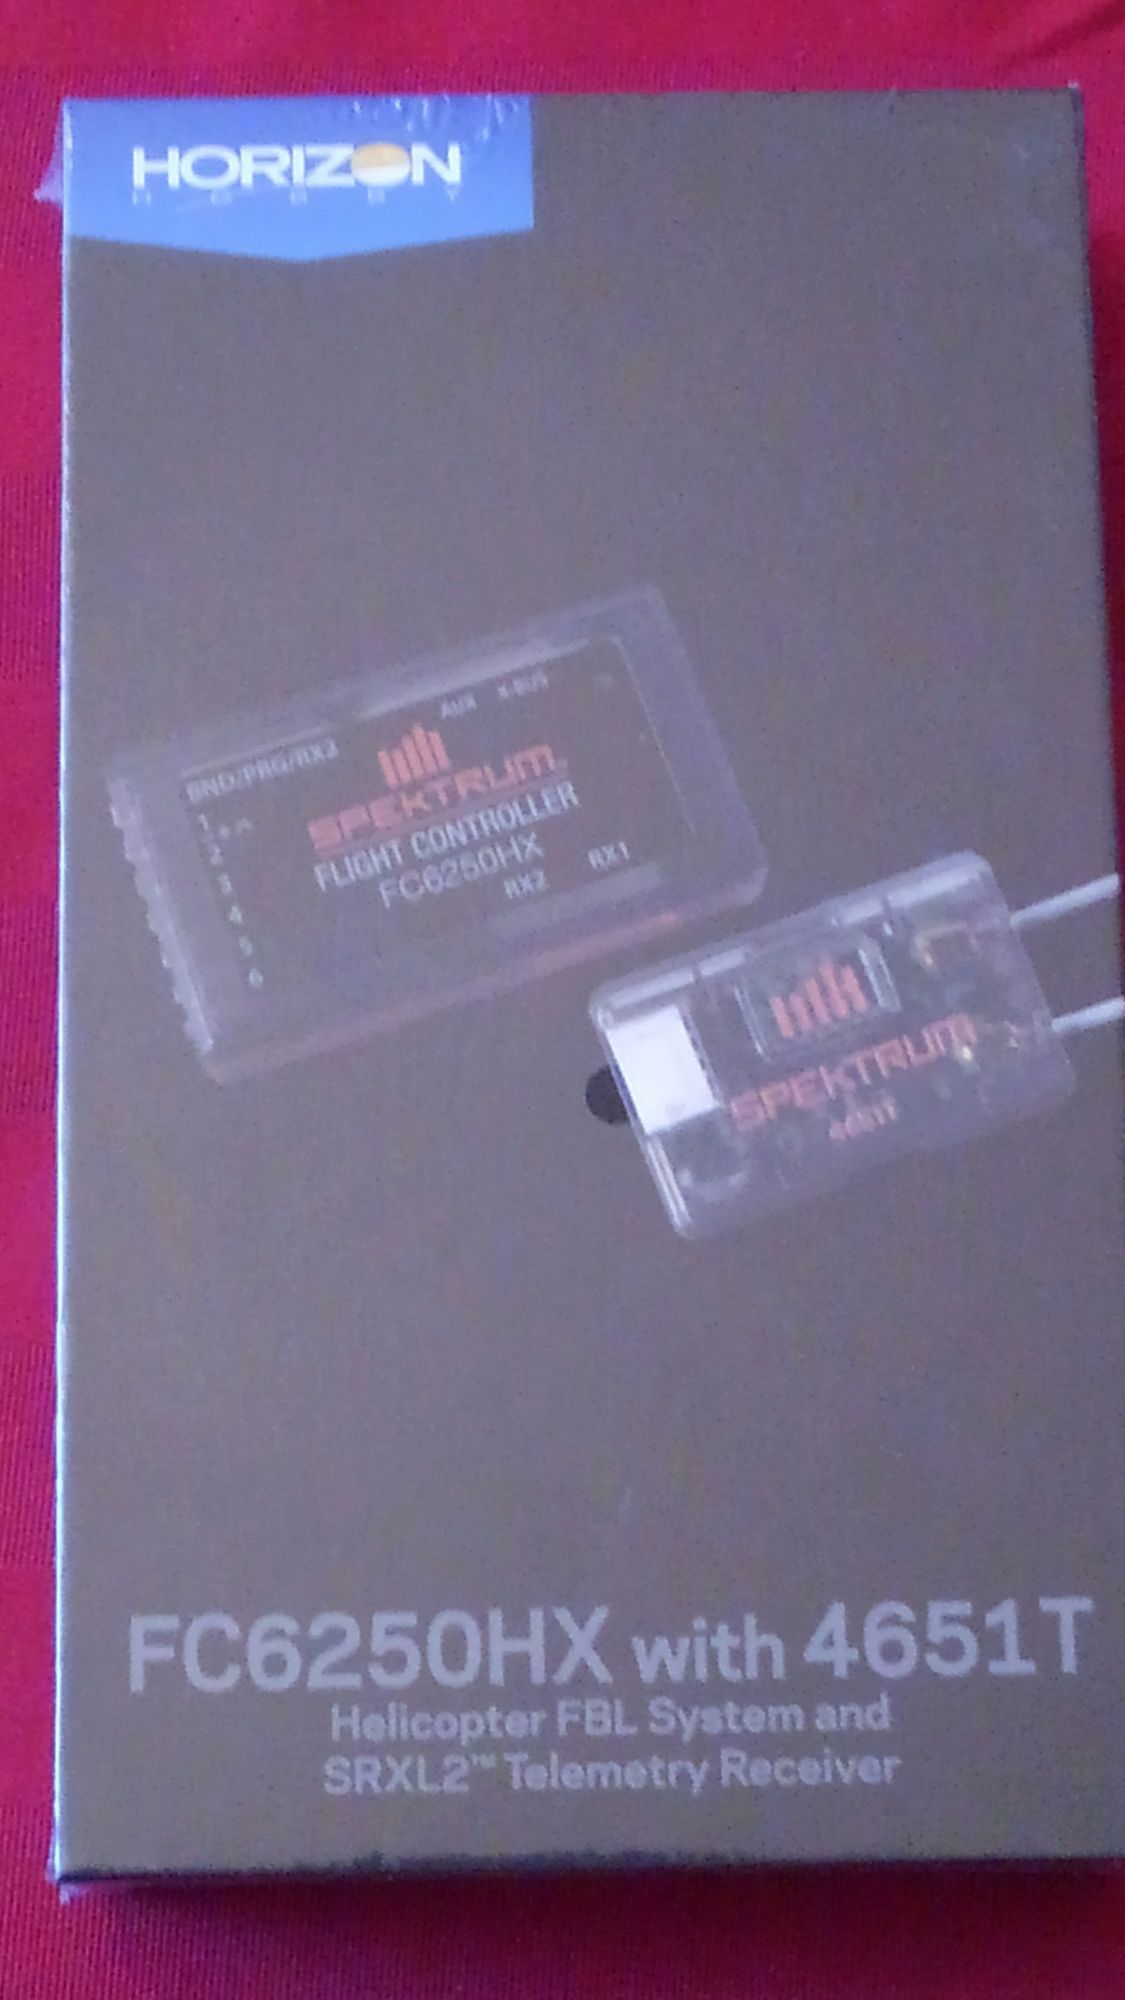 HORIZON
HOBBY
BND/PRG/RX3
AUX X-BUS
1
2
3
4
5
6
SPEKTRUM
FLIGHT CONTROLLER
FC6250HX
RX2 RX1
SPEKTRUM
4651T
FC6250HX with 4651T
Helicopter FBL System and
SRXL2™ Telemetry Receiver